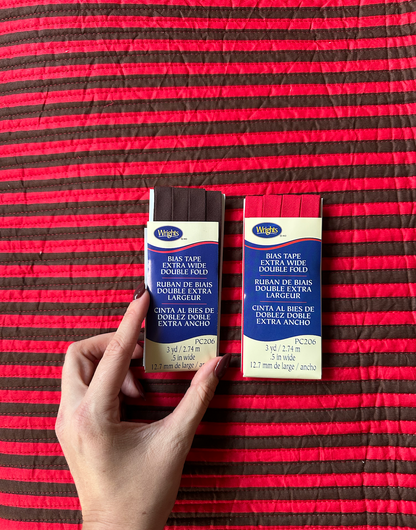 Wrights
BIAS TAPE
EXTRA WIDE
DOUBLE FOLD
RUBAN DE BIAIS
DOUBLE EXTRA
LARGEUR
CINTA AL BIES DE
DOBLEZ DOBLE
EXTRA ANCHO
PC206
3 yd / 2.74 m
.5 in wide
12.7 mm de large / an
Wrights
BIAS TAPE
EXTRA WIDE
DOUBLE FOLD
RUBAN DE BIAIS
DOUBLE EXTRA
LARGEUR
CINTA AL BIES DE
DOBLEZ DOBLE
EXTRA ANCHO
PC206
3 yd / 2.74 m
.5 in wide
12.7 mm de large / ancho